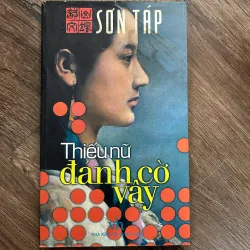 SƠN TÁP
Thiếu nữ
đánh cờ
vây